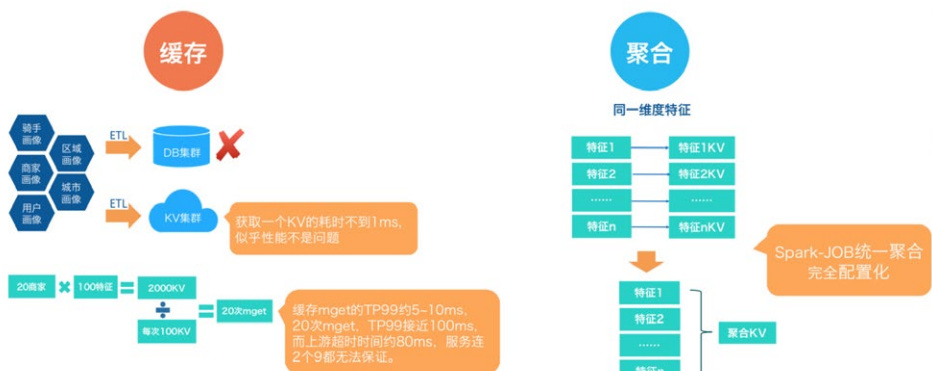 缓存
骑手
画像
区域
画像
商家
画像
城市
画像
用户
画像
ETL
DB集群
ETL
KV集群
获取一个KV的耗时不到1ms,
似乎性能不是问题
20商家
100特征
2000KV
每次100KV
20次mget
缓存mget的TP99约5-10ms,
20次mget，TP99接近100ms,
而上游超时时间约80ms，服务连
2个9都无法保证。
聚合
同一维度特征
特征1
特征1KV
特征2
特征2KV
......
......
特征n
特征nKV
Spark-JOB统一聚合
完全配置化
特征1
特征2
......
特征n
聚合KV